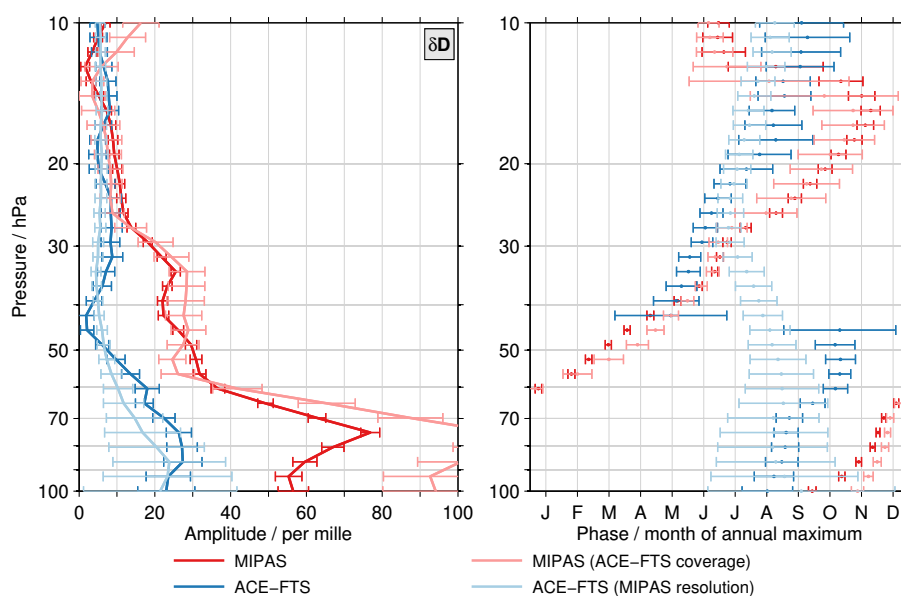 δD
10
20
30
50
70
100
Pressure / hPa
0 20 40 60 80 100
Amplitude / per mille
10
20
30
50
70
100
J F M A M J J A S O N D
Phase / month of annual maximum
MIPAS
MIPAS (ACE−FTS coverage)
ACE−FTS
ACE−FTS (MIPAS resolution)